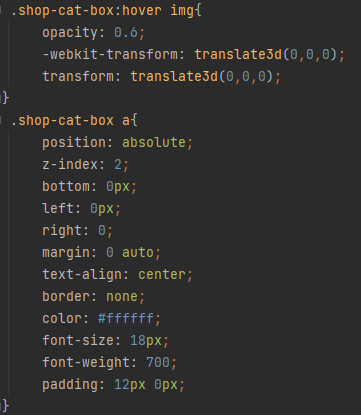 .shop-cat-box:hover img{
opacity: 0.6;
-webkit-transform: translate3d(0,0,0);
transform: translate3d(0,0,0);
}
.shop-cat-box a{
position: absolute;
z-index: 2;
bottom: 0px;
left: 0px;
right: 0;
margin: 0 auto;
text-align: center;
border: none;
color: #ffffff;
font-size: 18px;
font-weight: 700;
padding: 12px 0px;
}